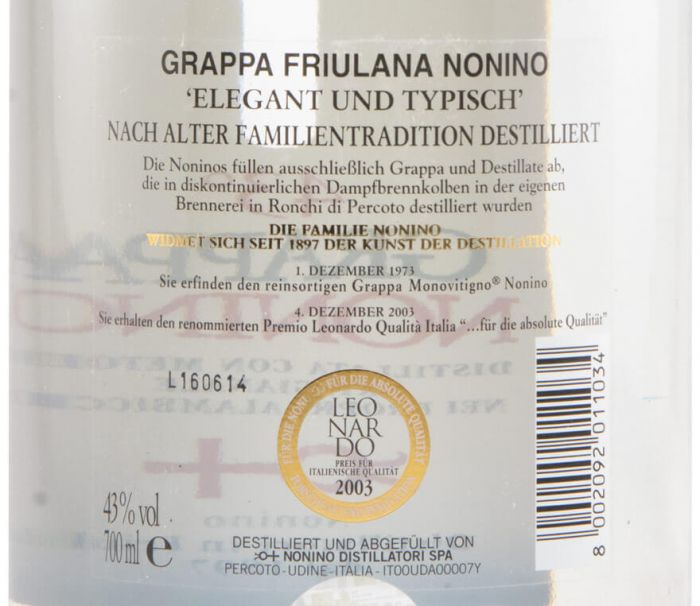 GRAPPA FRIULANA NONINO
'ELEGANT UND TYPISCH'
NACH ALTER FAMILIENTRADITION DESTILLIERT
Die Noninos füllen ausschließlich Grappa und Destillate ab,
die in diskontinuierlichen Dampfbrennkolben in der eigenen
Brennerei in Ronchi di Percoto destilliert wurden
DIE FAMILIE NONINO
WIDMET SICH SEIT 1897 DER KUNST DER DESTILLATION
1. DEZEMBER 1973
Sie erfinden den reinsortigen Grappa Monovitigno® Nonino
4. DEZEMBER 2003
Sie erhalten den renommierten Premio Leonardo Qualità Italia "...für die absolute Qualität"
L160614
FÜR DIE NONI FÜR DIE ABSOLUTE QUALITÄT
LEO
NAR
DO
PREIS FÜR
ITALIENISCHE QUALITÄT
2003
43% vol
700 ml e
DESTILLIERT UND ABGEFÜLLT VON
NONINO DISTILLATORI SPA
PERCOTO-UDINE-ITALIA - IT00UDA00007Y
8 002092 011034